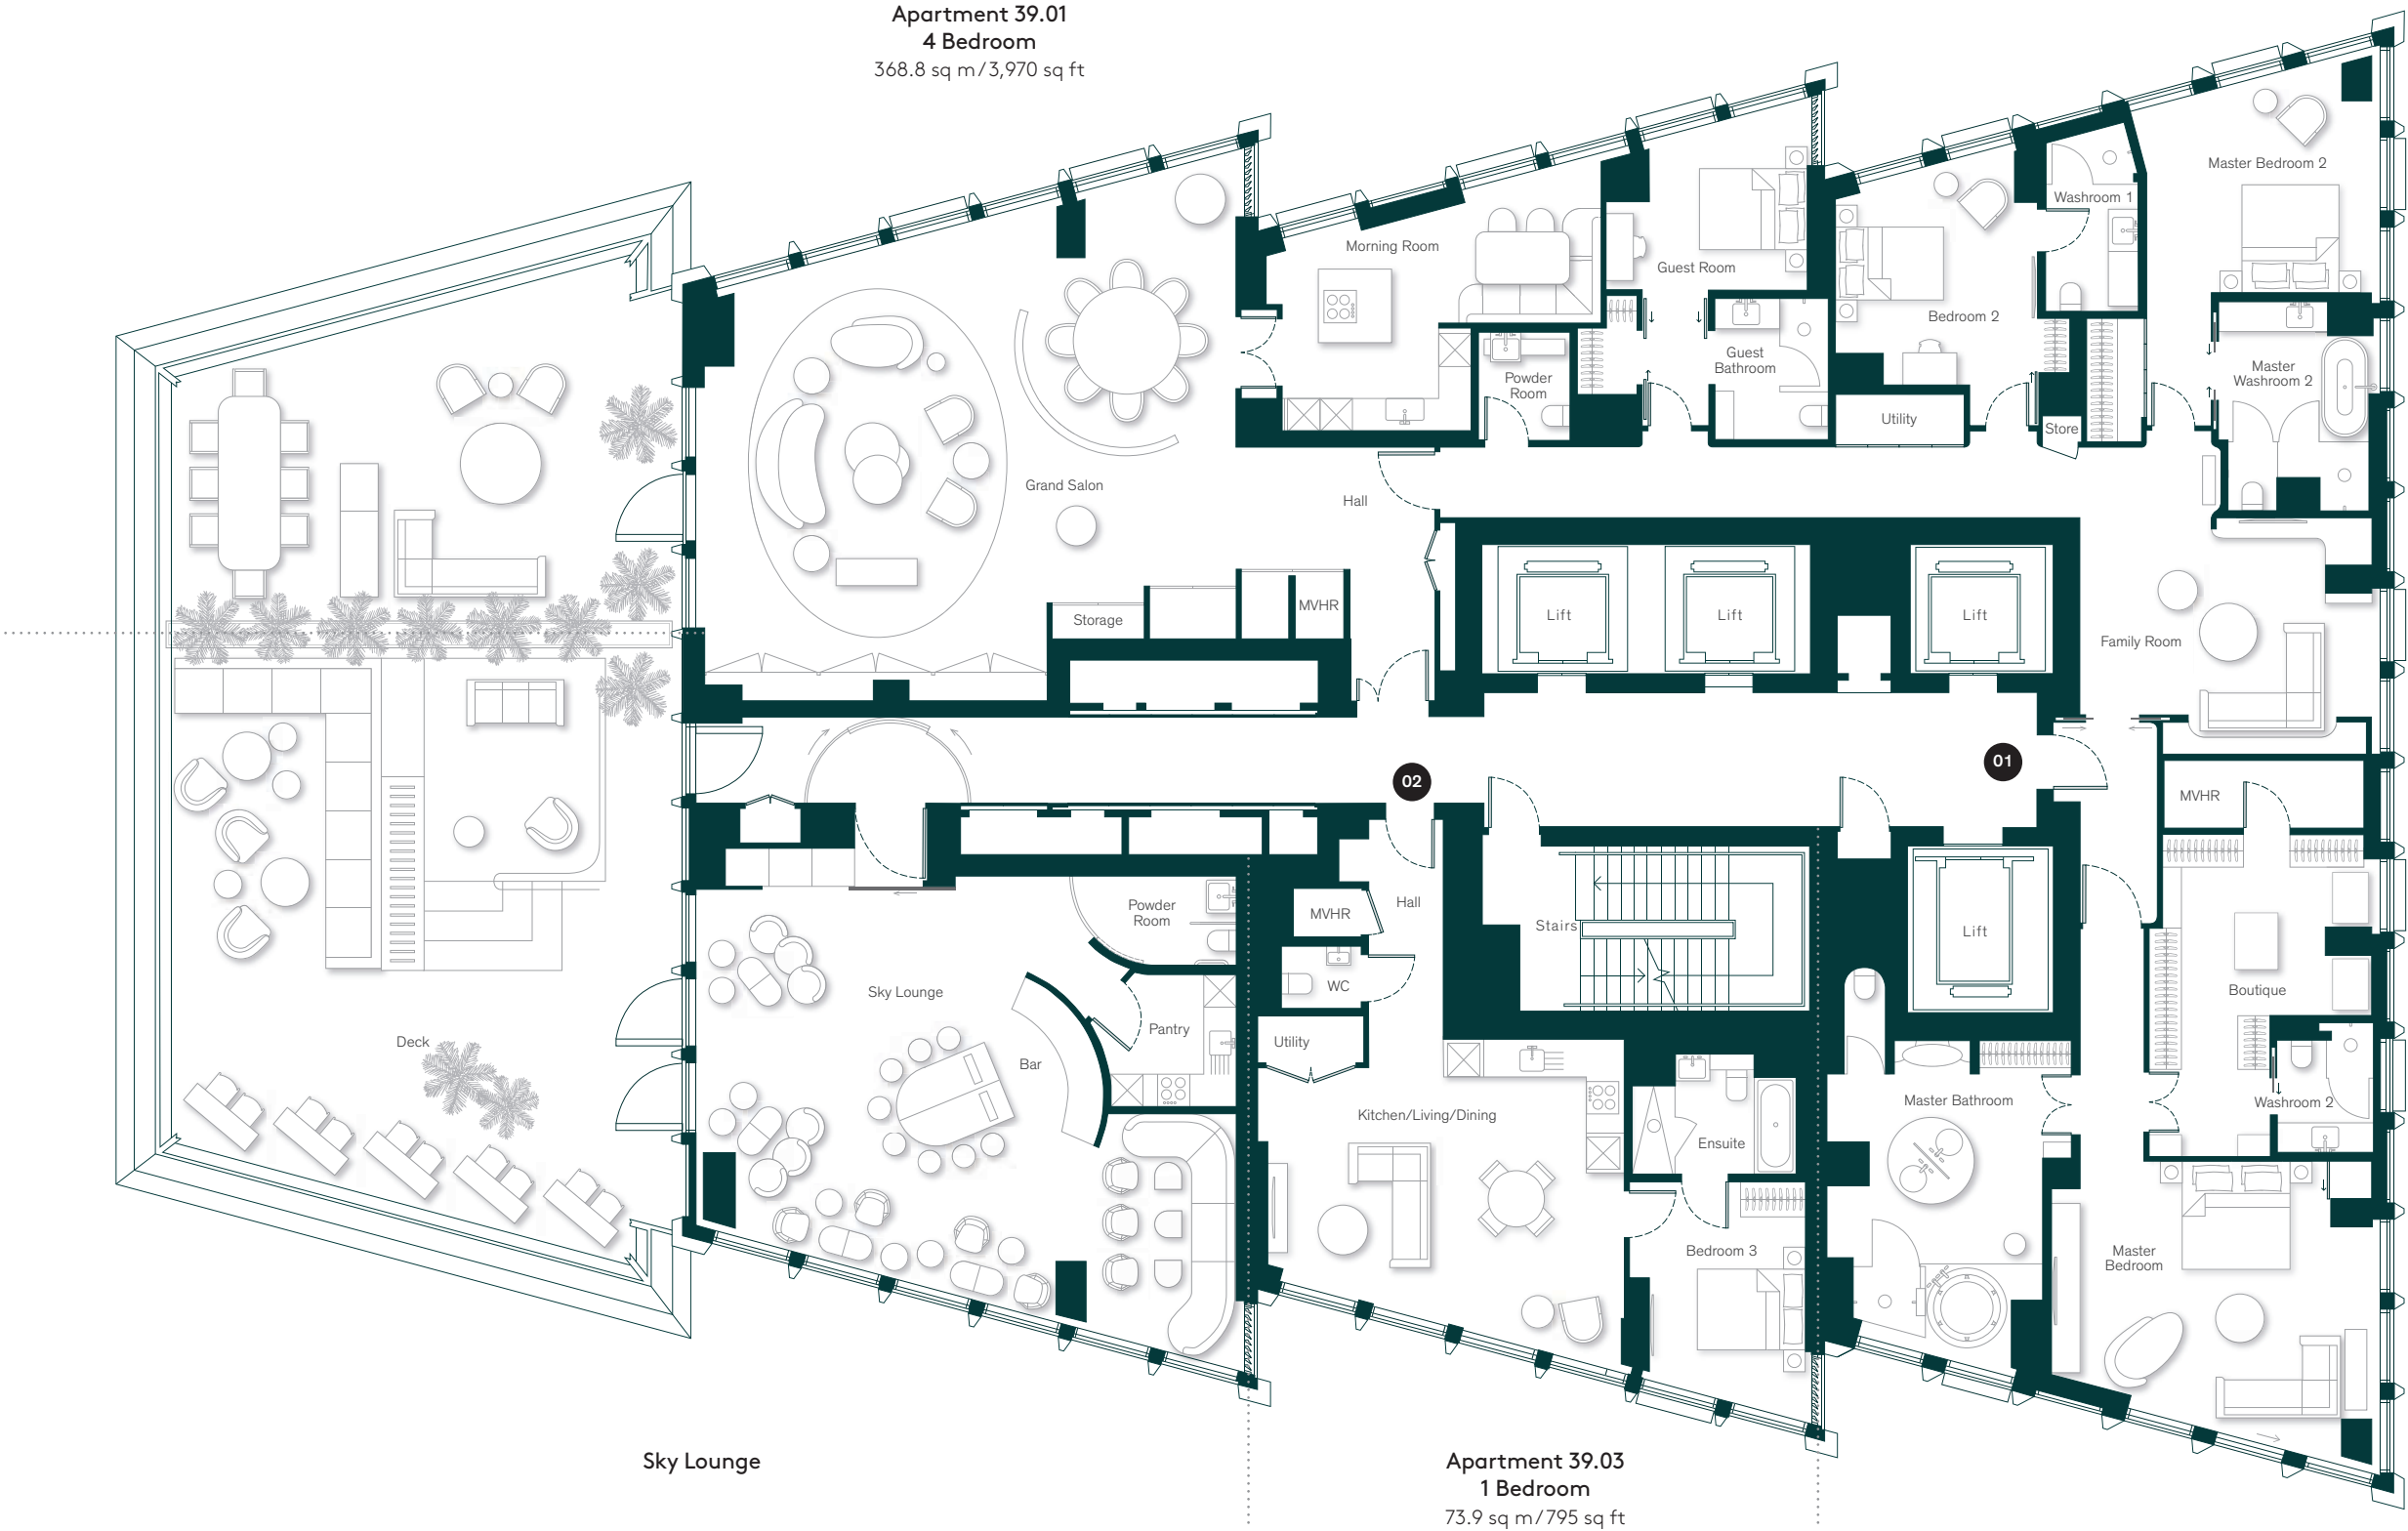 Apartment 39.01
4 Bedroom
368.8 sq m / 3,970 sq ft
Master Bedroom 2
Washroom 1
Morning Room
Guest Room
Bedroom 2
Guest
Bathroom
Master
Washroom 2
Powder
Room
Utility
Store
Grand Salon
Hall
MVHR
Storage
Lift
Lift
Lift
Family Room
02
01
MVHR
Powder
Room
MVHR
Hall
Stairs
Lift
Sky Lounge
WC
Boutique
Deck
Pantry
Utility
Bar
Kitchen/Living/Dining
Ensuite
Master Bathroom
Washroom 2
Bedroom 3
Master
Bedroom
Sky Lounge
Apartment 39.03
1 Bedroom
73.9 sq m / 795 sq ft